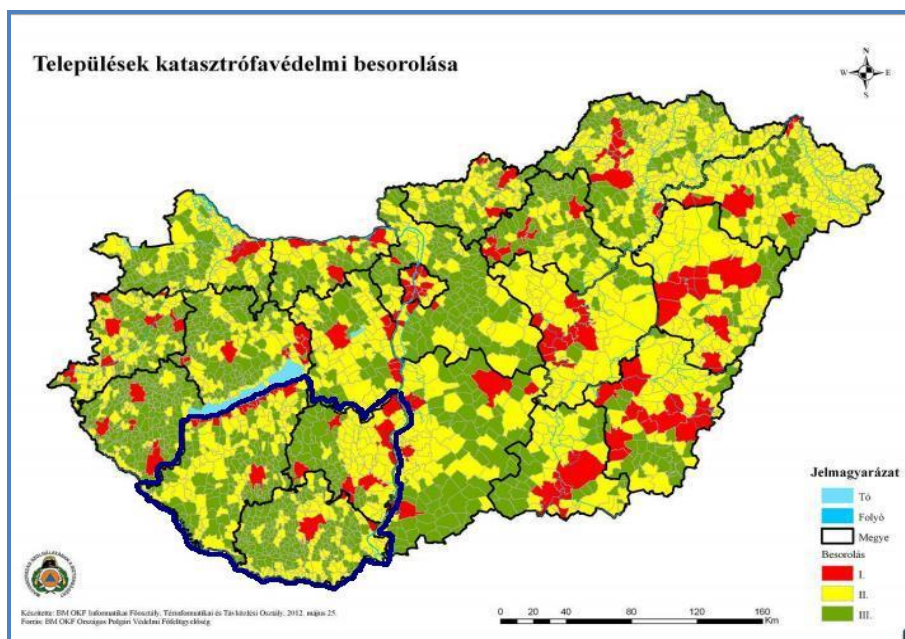 Települések katasztrófavédelmi besorolása
N
W E
S
Jelmagyarázat
Tó
Folyó
Megye
Besorolás
I.
II.
III.
Készítette: BM OKF Informatikai Főosztály, Térinformatikai és Távközlési Osztály, 2012. május 25.
Forrás: BM OKF Országos Polgári Védelmi Főfelügyelőség
0 20 40 80 120 160
Km